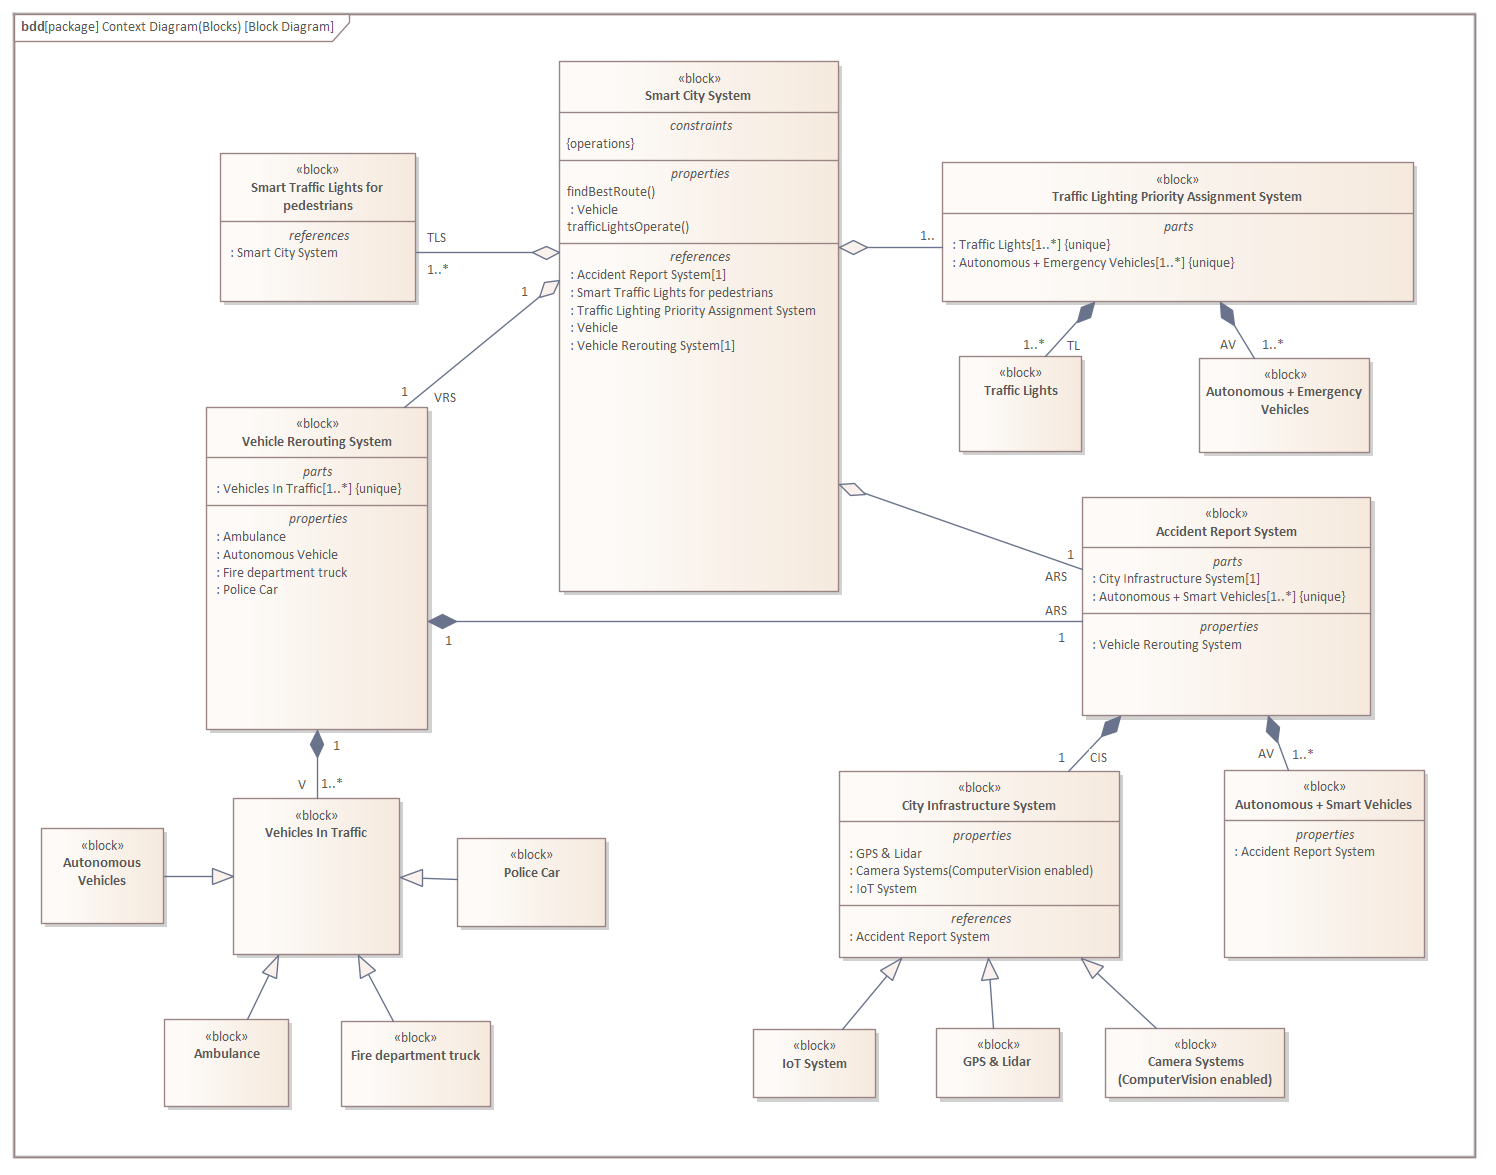 bdd[package] Context Diagram(Blocks) [Block Diagram]
«block»
Smart City System
constraints
{operations}
properties
findBestRoute()
: Vehicle
trafficLightsOperate()
references
: Accident Report System[1]
: Smart Traffic Lights for pedestrians
: Traffic Lighting Priority Assignment System
: Vehicle
: Vehicle Rerouting System[1]
«block»
Smart Traffic Lights for
pedestrians
references
: Smart City System
TLS
1..*
1
1
VRS
1..
«block»
Traffic Lighting Priority Assignment System
parts
: Traffic Lights[1..*] {unique}
: Autonomous + Emergency Vehicles[1..*] {unique}
1..*
TL
AV
1..*
«block»
Traffic Lights
«block»
Autonomous + Emergency
Vehicles
«block»
Vehicle Rerouting System
parts
: Vehicles In Traffic[1..*] {unique}
properties
: Ambulance
: Autonomous Vehicle
: Fire department truck
: Police Car
1
ARS
ARS
1
1
«block»
Accident Report System
parts
: City Infrastructure System[1]
: Autonomous + Smart Vehicles[1..*] {unique}
properties
: Vehicle Rerouting System
1
V
1..*
1
CIS
AV
1..*
«block»
Vehicles In Traffic
«block»
Autonomous
Vehicles
«block»
Police Car
«block»
Ambulance
«block»
Fire department truck
«block»
City Infrastructure System
properties
: GPS & Lidar
: Camera Systems(ComputerVision enabled)
: IoT System
references
: Accident Report System
«block»
Autonomous + Smart Vehicles
properties
: Accident Report System
«block»
IoT System
«block»
GPS & Lidar
«block»
Camera Systems
(ComputerVision enabled)